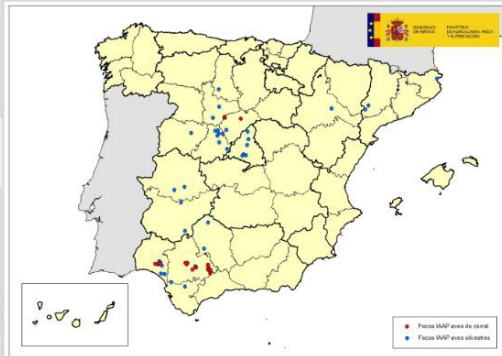 GOBIERNO
DE ESPAÑA
MINISTERIO
DE AGRICULTURA, PESCA
Y ALIMENTACIÓN
Focos IAAP aves de corral
Focos IAAP aves silvestres